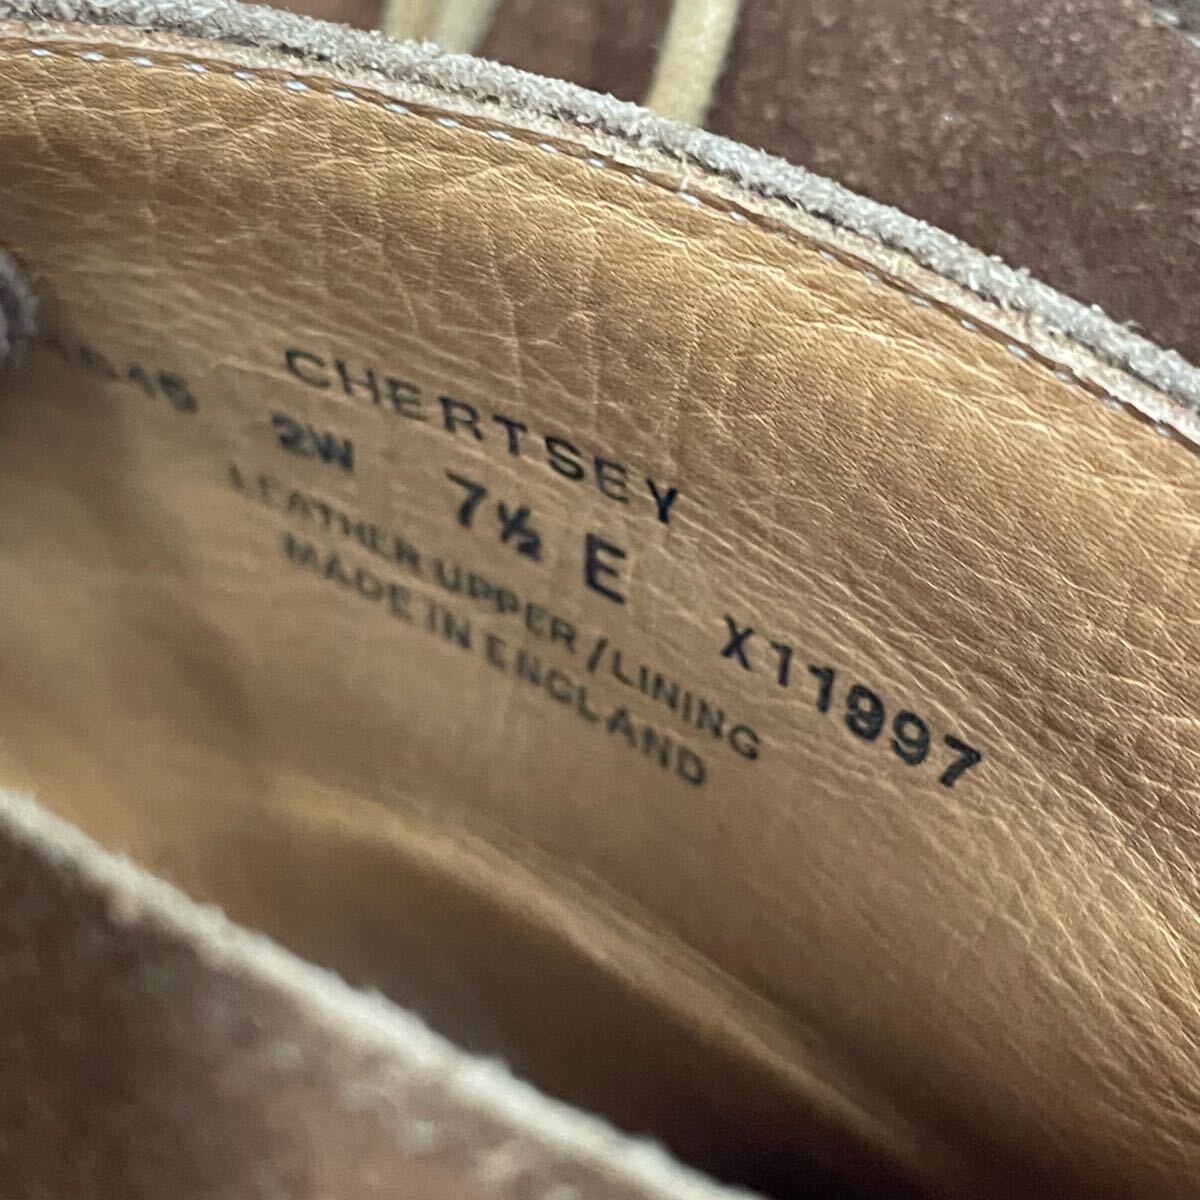 CHERTSEY
2W 7½ E X11997
LEATHER UPPER/LINING
MADE IN ENGLAND